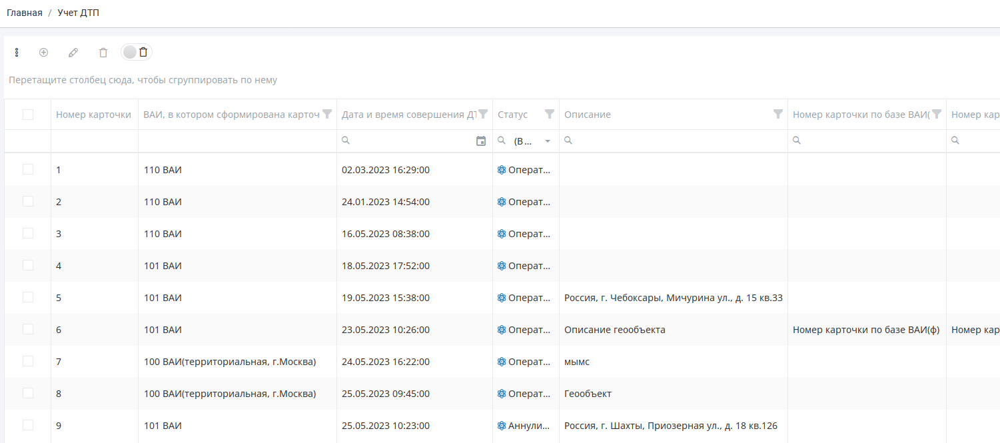 Главная / Учет ДТП
Перетащите столбец сюда, чтобы сгруппировать по нему
Номер карточки ВАИ, в котором сформирована карточ Дата и время совершения ДТ Статус Описание Номер карточки по базе ВАИ( Номер кар
(В...
1 110 ВАИ 02.03.2023 16:29:00 Операт...
2 110 ВАИ 24.01.2023 14:54:00 Операт...
3 110 ВАИ 16.05.2023 08:38:00 Операт...
4 101 ВАИ 18.05.2023 17:52:00 Операт...
5 101 ВАИ 19.05.2023 15:38:00 Операт... Россия, г. Чебоксары, Мичурина ул., д. 15 кв.33
6 101 ВАИ 23.05.2023 10:26:00 Операт... Описание геообъекта Номер карточки по базе ВАИ(ф) Номер кар
7 100 ВАИ(территориальная, г.Москва) 24.05.2023 16:22:00 Операт... мымс
8 100 ВАИ(территориальная, г.Москва) 25.05.2023 09:45:00 Операт... Геообъект
9 101 ВАИ 25.05.2023 10:23:00 Аннули... Россия, г. Шахты, Приозерная ул., д. 18 кв.126